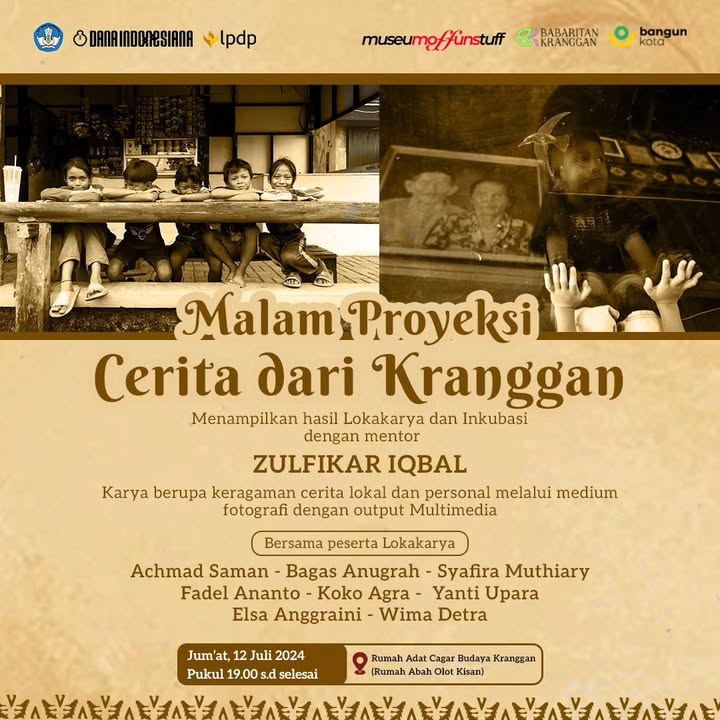 DANA INDONESIANA
lpdp
museumoffunstuff
BABARITAN
KRANGGAN
bangun
kota
Malam Proyeksi
Cerita dari Kranggan
Menampilkan hasil Lokakarya dan Inkubasi
dengan mentor
ZULFIKAR IQBAL
Karya berupa keragaman cerita lokal dan personal melalui medium
fotografi dengan output Multimedia
Bersama peserta Lokakarya
Achmad Saman - Bagas Anugrah - Syafira Muthiary
Fadel Ananto - Koko Agra - Yanti Upara
Elsa Anggraini - Wima Detra
Jum'at, 12 Juli 2024
Pukul 19.00 s.d selesai
Rumah Adat Cagar Budaya Kranggan
(Rumah Abah Olot Kisan)